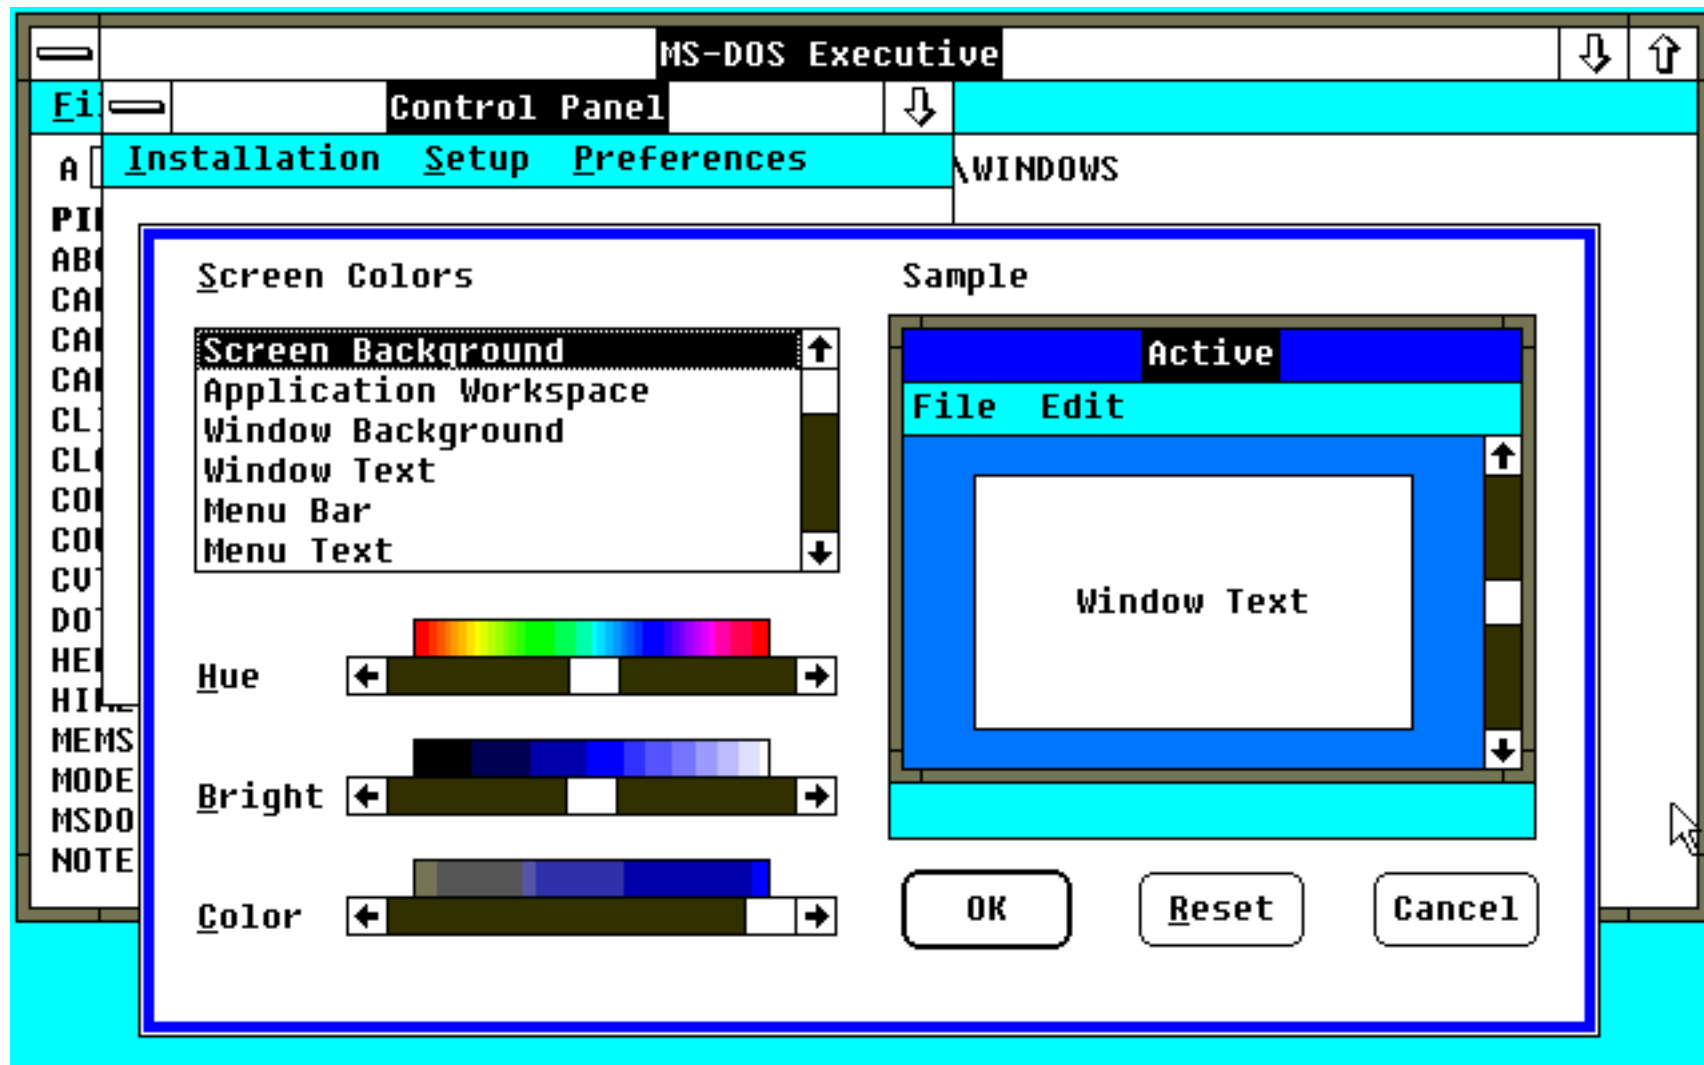 MS-DOS Executive
Control Panel
Installation Setup Preferences
A
\WINDOWS
Screen Colors
Sample
Screen Background
Application Workspace
Window Background
Window Text
Menu Bar
Menu Text
Active
File Edit
Window Text
Hue
Bright
Color
OK
Reset
Cancel
MEMS
MODE
MSDO
NOTE